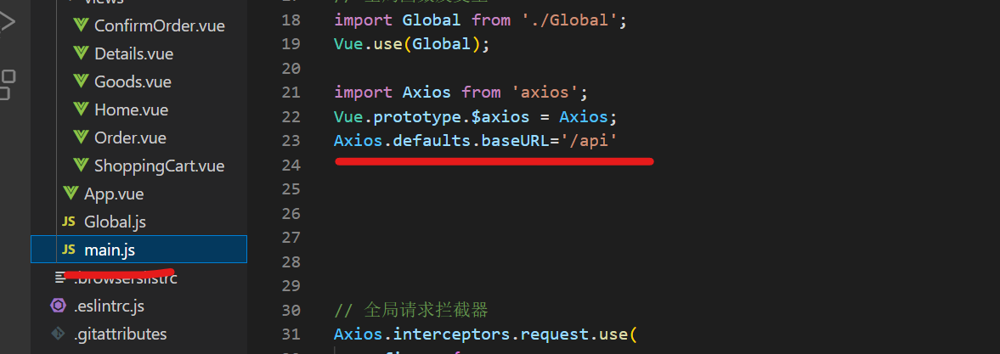 views
ConfirmOrder.vue
Details.vue
Goods.vue
Home.vue
Order.vue
ShoppingCart.vue
App.vue
JS Global.js
JS main.js
.browserslistrc
.eslintrc.js
.gitattributes
18 import Global from './Global';
19 Vue.use(Global);
20
21 import Axios from 'axios';
22 Vue.prototype.$axios = Axios;
23 Axios.defaults.baseURL='/api'
24
25
26
27
28
29
30 // 全局请求拦截器
31 Axios.interceptors.request.use(